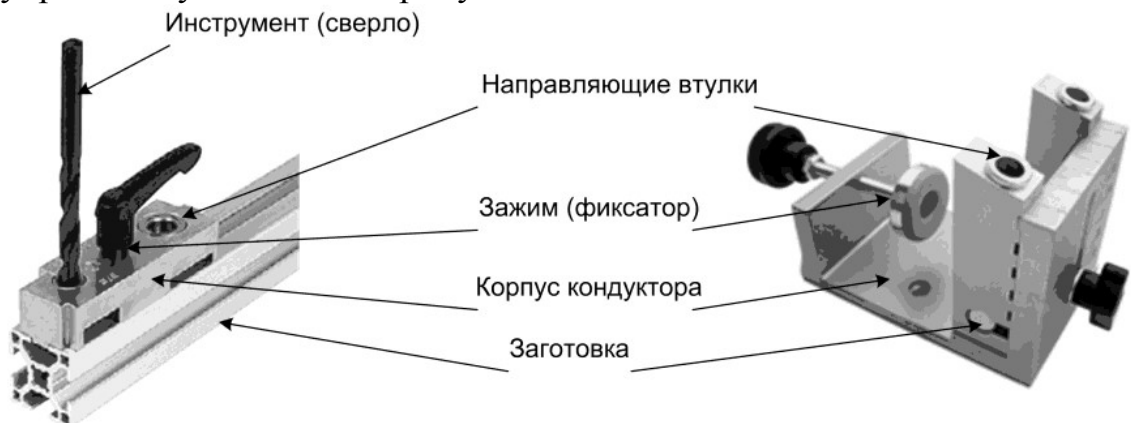 Инструмент (сверло)
Направляющие втулки
Зажим (фиксатор)
Корпус кондуктора
Заготовка